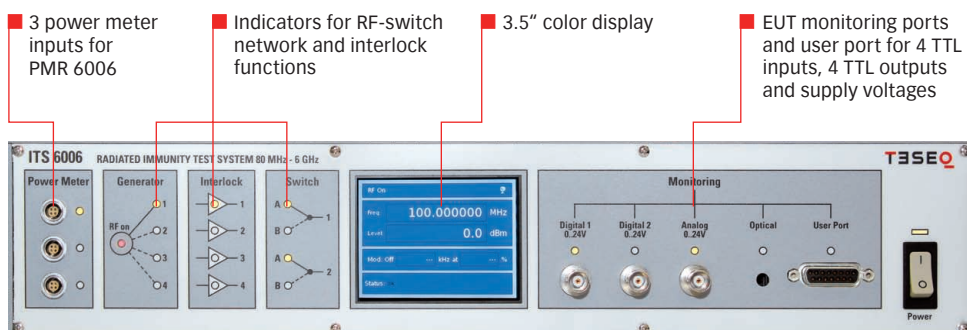 3 power meter
inputs for
PMR 6006
Indicators for RF-switch
network and interlock
functions
3.5“ color display
EUT monitoring ports
and user port for 4 TTL
inputs, 4 TTL outputs
and supply voltages
ITS 6006 RADIATED IMMUNITY TEST SYSTEM 80 MHz - 6 GHz
TESEQ
Power Meter
Generator
RF on
1
2
3
4
Interlock
1
2
3
4
Switch
A
B
1
A
B
2
RF On ?
Freq 100.000000 MHz
Level 0.0 dBm
Mod: Off --- kHz at --- %
Status:
Monitoring
Digital 1
0..24V
Digital 2
0..24V
Analog
0..24V
Optical
User Port
I
O
Power